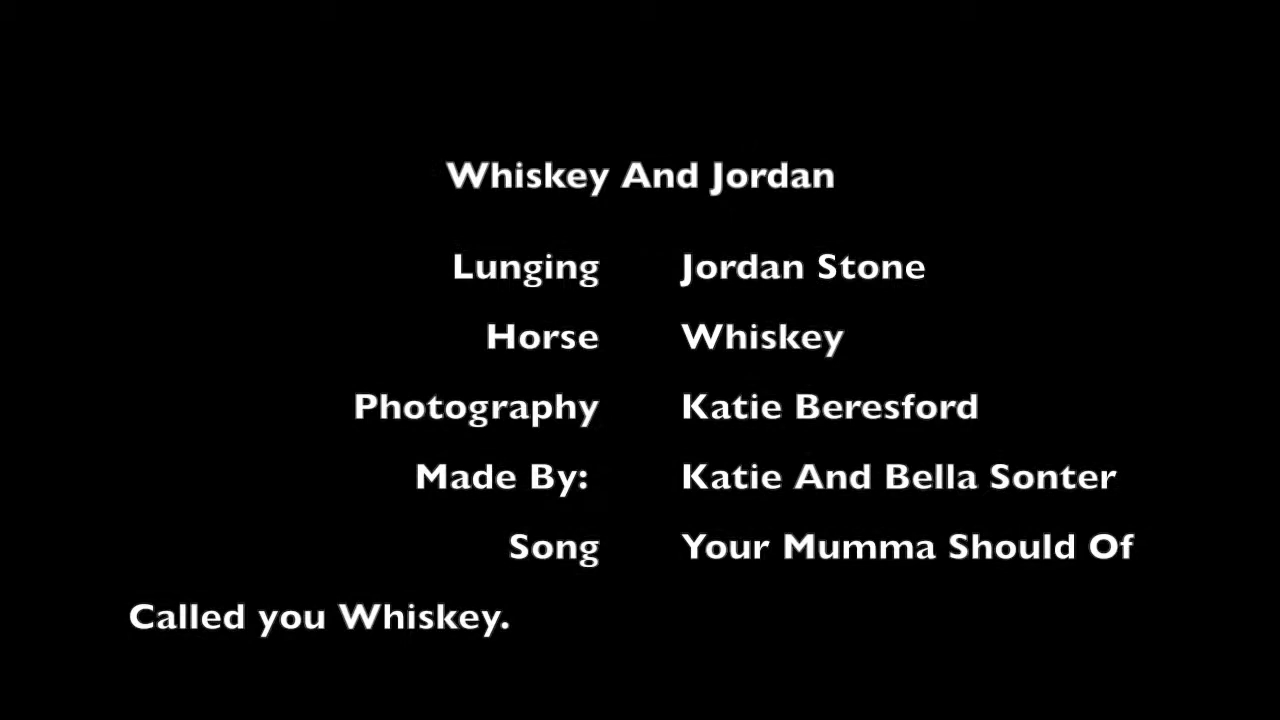 Whiskey And Jordan
Lunging Jordan Stone
Horse Whiskey
Photography Katie Beresford
Made By: Katie And Bella Sonter
Song Your Mumma Should Of
Called you Whiskey.